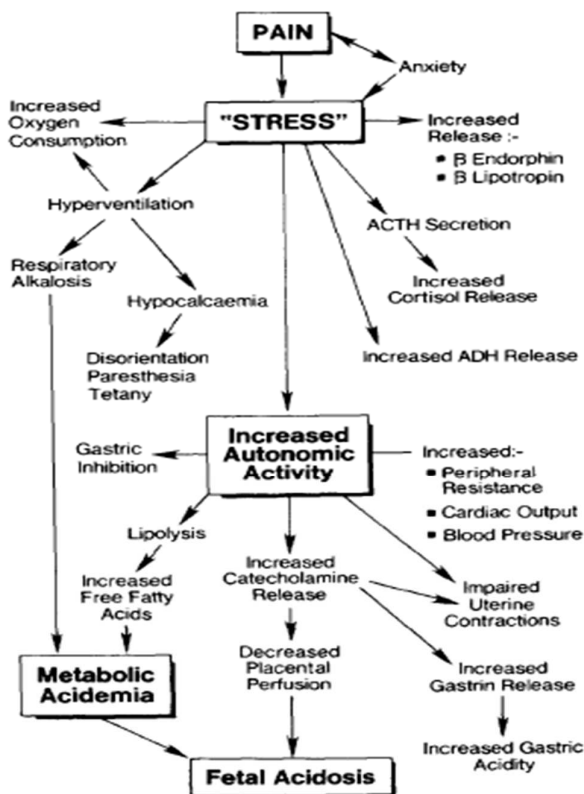 PAIN
Anxiety
Increased
Oxygen
Consumption
"STRESS"
Increased
Release :-
▪ β Endorphin
▪ β Lipotropin
Hyperventilation
ACTH Secretion
Respiratory
Alkalosis
Increased
Cortisol Release
Hypocalcaemia
Disorientation
Paresthesia
Tetany
Increased ADH Release
Gastric
Inhibition
Increased
Autonomic
Activity
Increased:-
▪ Peripheral
Resistance
▪ Cardiac Output
▪ Blood Pressure
Lipolysis
Increased
Free Fatty
Acids
Increased
Catecholamine
Release
Impaired
Uterine
Contractions
Metabolic
Acidemia
Decreased
Placental
Perfusion
Increased
Gastrin Release
Increased Gastric
Acidity
Fetal Acidosis